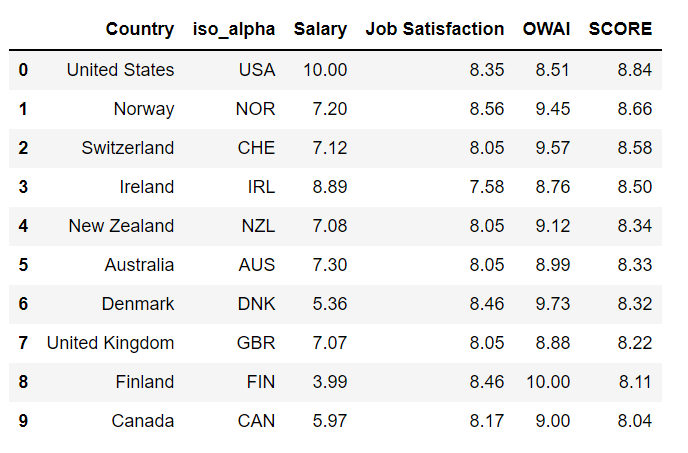 Country iso_alpha Salary Job Satisfaction OWAI SCORE
0 United States USA 10.00 8.35 8.51 8.84
1 Norway NOR 7.20 8.56 9.45 8.66
2 Switzerland CHE 7.12 8.05 9.57 8.58
3 Ireland IRL 8.89 7.58 8.76 8.50
4 New Zealand NZL 7.08 8.05 9.12 8.34
5 Australia AUS 7.30 8.05 8.99 8.33
6 Denmark DNK 5.36 8.46 9.73 8.32
7 United Kingdom GBR 7.07 8.05 8.88 8.22
8 Finland FIN 3.99 8.46 10.00 8.11
9 Canada CAN 5.97 8.17 9.00 8.04